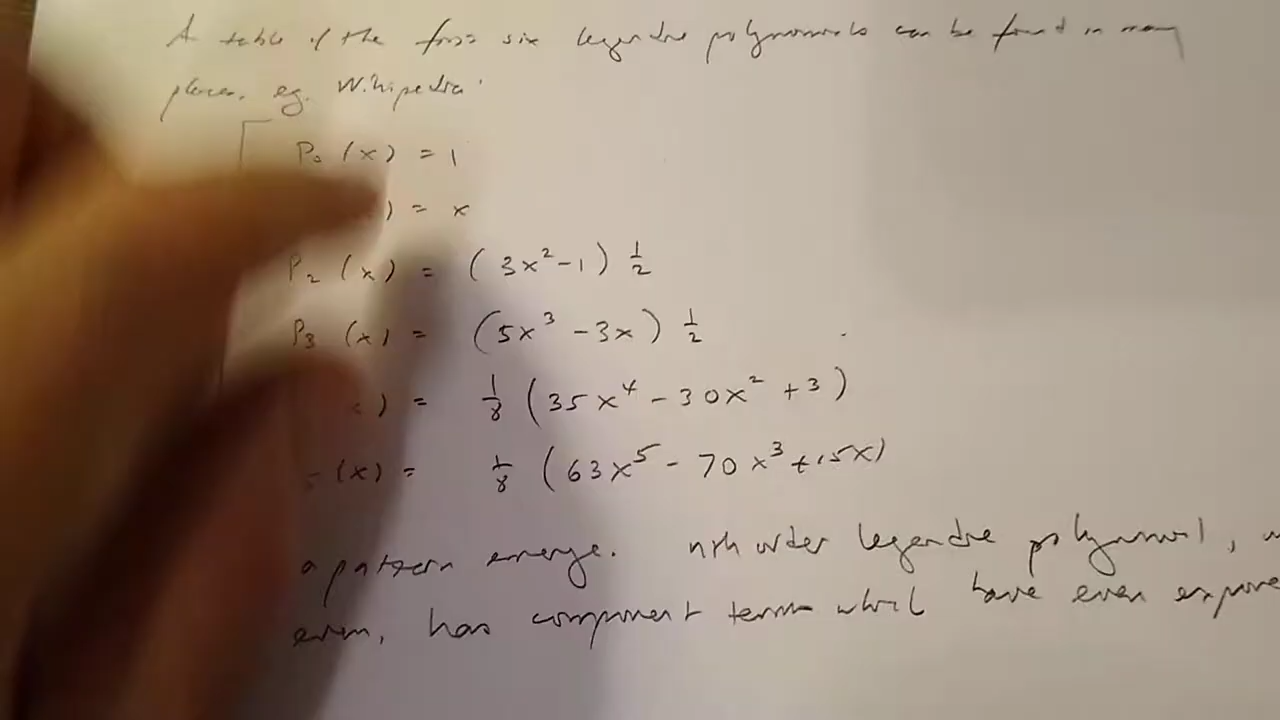 A table of the first six legendre polynomials can be found in many
places. eg. Wikipedia.
P₀ (x) = 1
) = x
P₂ (x) = (3x² - 1) 1/2
P₃ (x) = (5x³ - 3x) 1/2
) = 1/8 (35x⁴ - 30x² + 3)
(x) = 1/8 (63x⁵ - 70x³ + 15x)
a pattern emerge. nth order legendre polynomial,
even, has component terms which have even expone